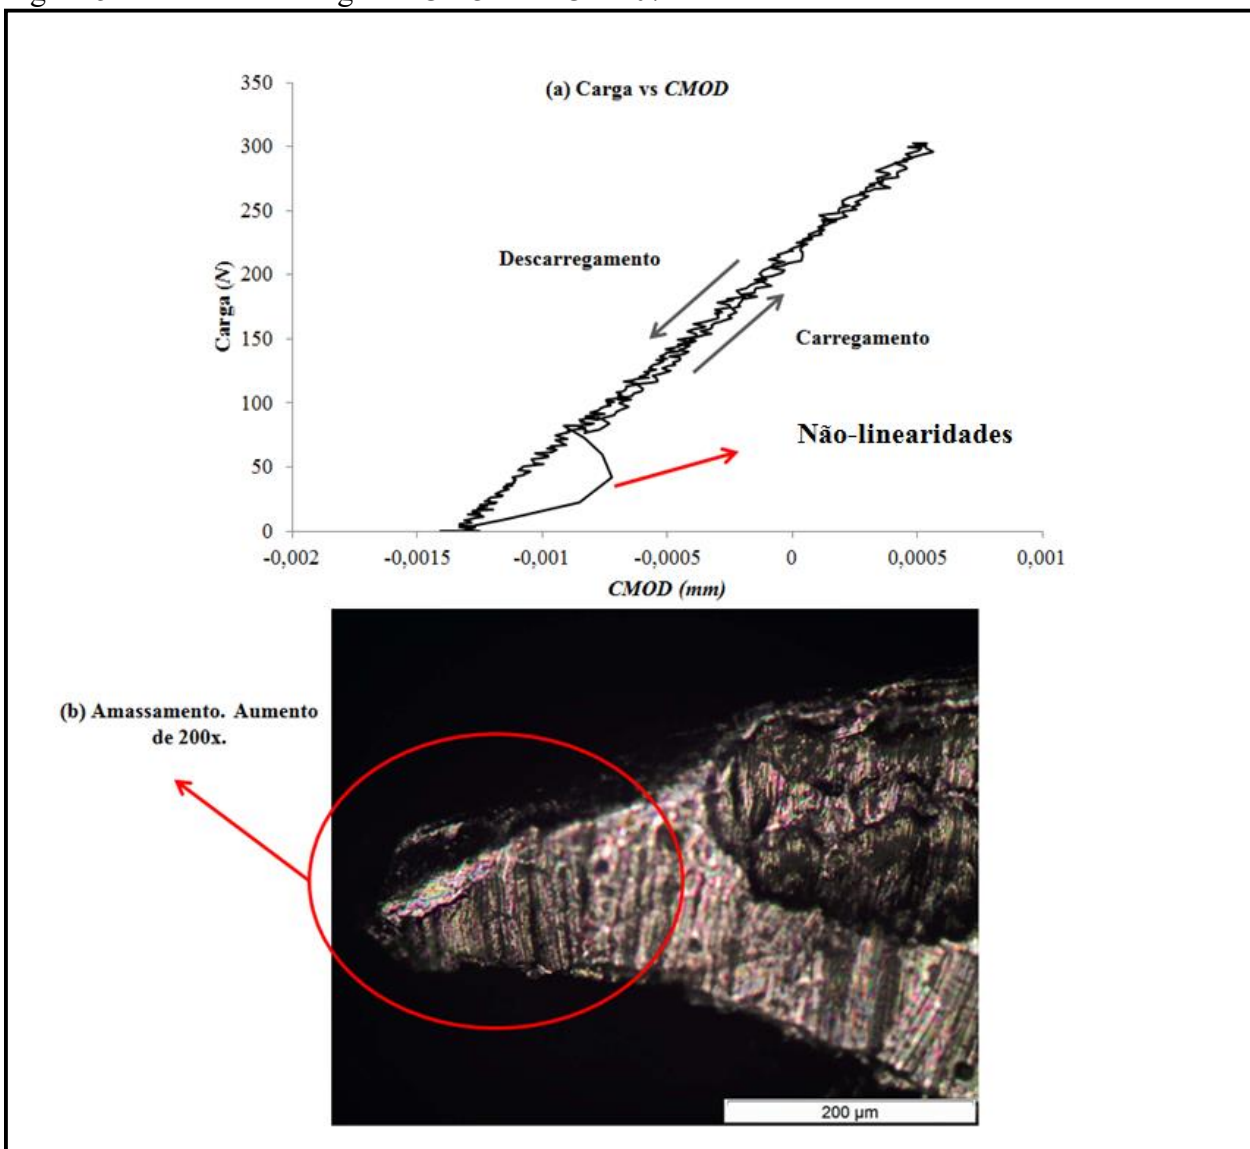 (a) Carga vs CMOD
350
300
250
200
150
100
50
0
Carga (N)
Descarregamento
Carregamento
Não-linearidades
-0,002 -0,0015 -0,001 -0,0005 0 0,0005 0,001
CMOD (mm)
(b) Amassamento. Aumento
de 200x.
200 µm